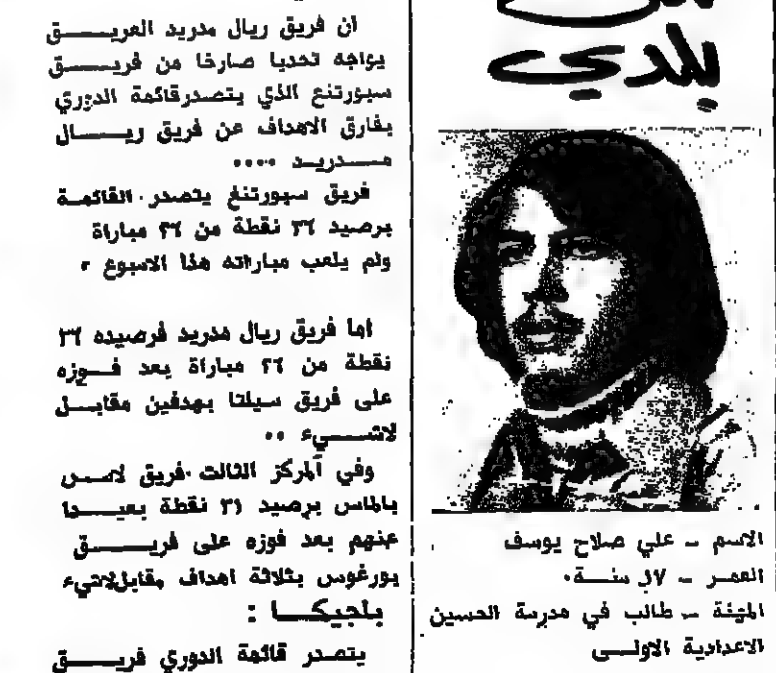 بلدي
الاسم - علي صلاح يوسف
العمر - ١٧ سنة.
المهنة - طالب في مدرسة الحسين
الاعدادية الاولى
ان فريق ريال مدريد العريق
يواجه تحديا صارخا من فريق
سبورتنغ الذي يتصدر قائمة الدوري
بفارق الاهداف عن فريق ريال
مدريد ....
فريق سبورتنغ يتصدر القائمة
برصيد ٣٦ نقطة من ٢٦ مباراة
ولم يلعب مباراته هذا الاسبوع .
اما فريق ريال مدريد فرصيده ٣٦
نقطة من ٢٦ مباراة بعد فوزه
على فريق سيلتا بهدفين مقابل
لاشيء ..
وفي المركز الثالث فريق لاس
بالماس برصيد ٣١ نقطة بعيدا
عنهم بعد فوزه على فريق
بورغوس بثلاثة اهداف مقابل لاشيء
بلجيكا :
يتصدر قائمة الدوري فريق